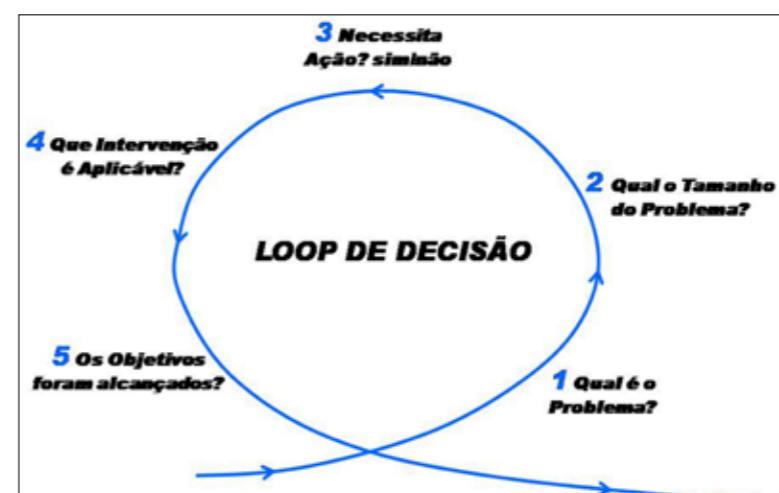 3 Necessita
Ação? siminão
4 Que Intervenção
é Aplicável?
2 Qual o Tamanho
do Problema?
LOOP DE DECISÃO
5 Os Objetivos
foram alcançados?
1 Qual é o
Problema?